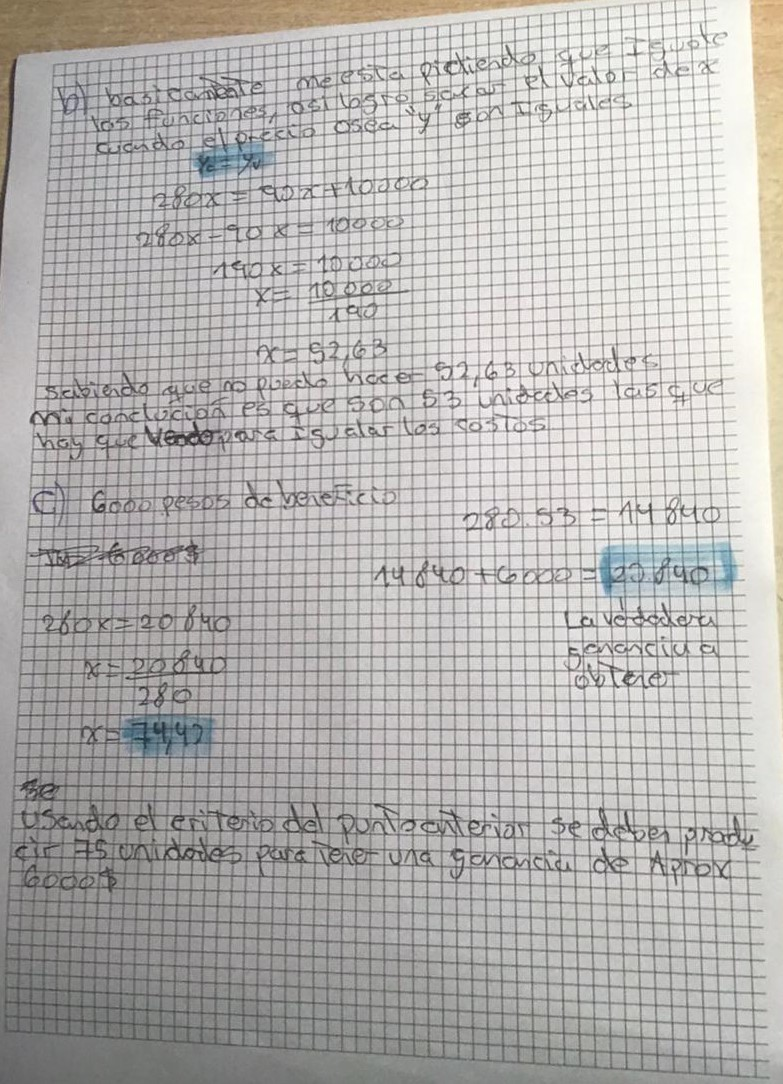 b) basicamente me esta pidiendo que Iguale
las funciones, asi logro sacar el valor de x
cuando el precio osea "y" son Iguales
yc = yv
280x = 90x+10000
280x-90x = 10000
190x = 10000
x= 10000
190
x = 52,63
sabiendo que no puedo hacer 52,63 unidades
mi conclucion es que son 53 unidades las que
hay que vendo para Igualar los costos
C) 6000 pesos de beneficio
280.53 = 14840
14840+6000 = 20840
280x = 20840
La verdadera
x= 20840
ganancia a
280
obtener
x= 74,42
se
usando el criterio del punto anterior se deben produ
cir 75 unidades para tener una ganancia de Aprox
6000$